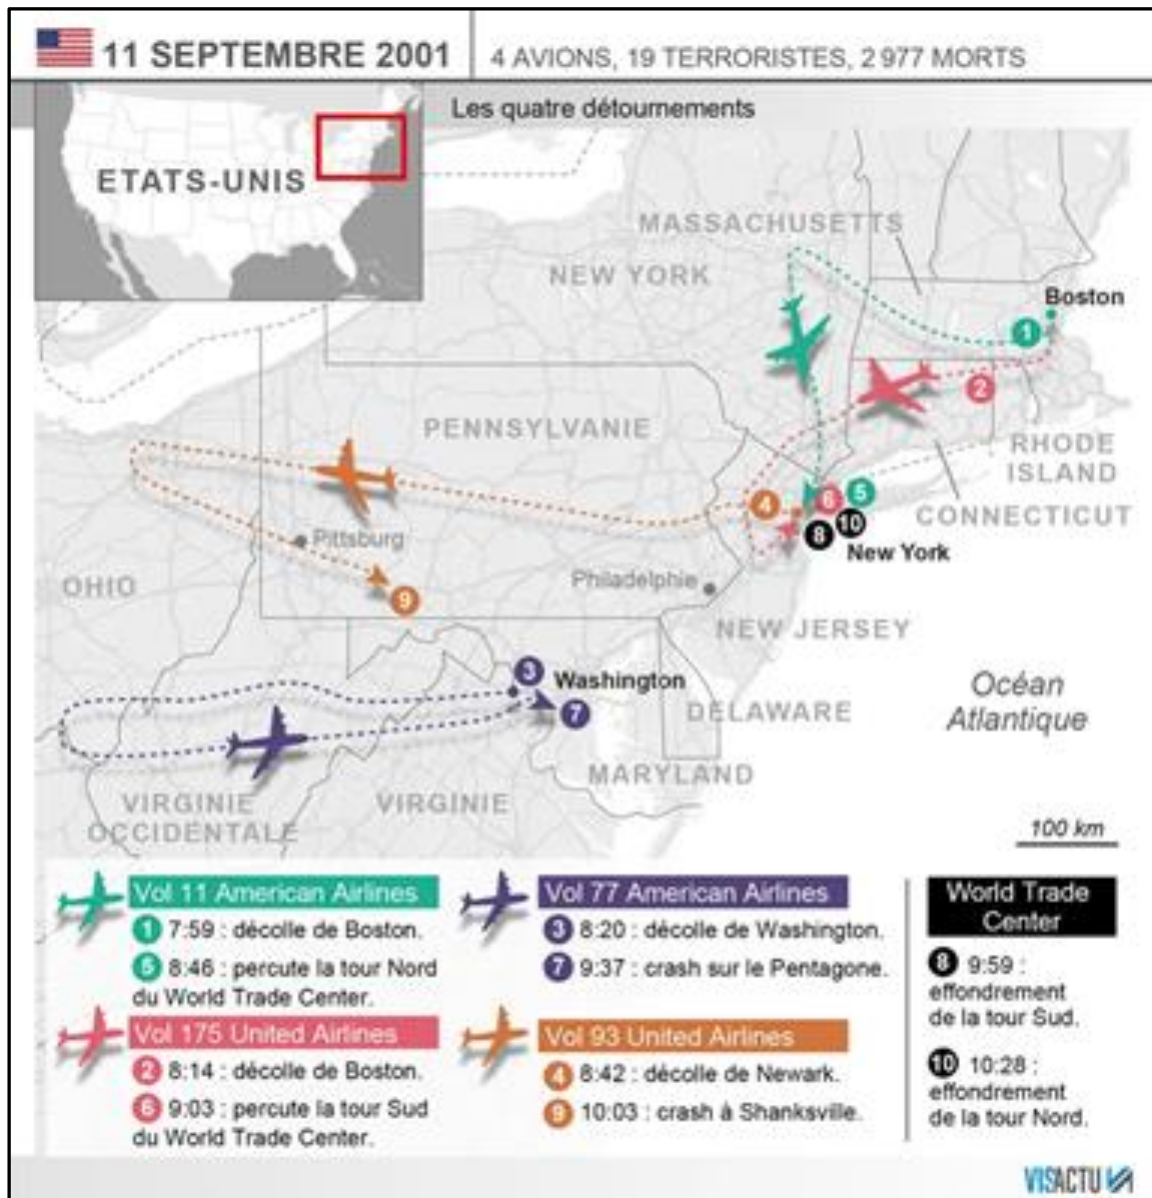 11 SEPTEMBRE 2001
4 AVIONS, 19 TERRORISTES, 2 977 MORTS
Les quatre détournements
ETATS-UNIS
MASSACHUSETTS
NEW YORK
Boston
1
2
PENNSYLVANIE
RHODE
ISLAND
CONNECTICUT
4
6
5
8
10
New York
Pittsburg
Philadelphie
OHIO
9
NEW JERSEY
3
Washington
7
DELAWARE
Océan
Atlantique
MARYLAND
VIRGINIE
OCCIDENTALE
VIRGINIE
100 km
Vol 11 American Airlines
1 7:59 : décolle de Boston.
5 8:46 : percute la tour Nord
du World Trade Center.
Vol 175 United Airlines
2 8:14 : décolle de Boston.
6 9:03 : percute la tour Sud
du World Trade Center.
Vol 77 American Airlines
3 8:20 : décolle de Washington.
7 9:37 : crash sur le Pentagone.
Vol 93 United Airlines
4 8:42 : décolle de Newark.
9 10:03 : crash à Shanksville.
World Trade
Center
8 9:59 :
effondrement
de la tour Sud.
10 10:28 :
effondrement
de la tour Nord.
VISACTU